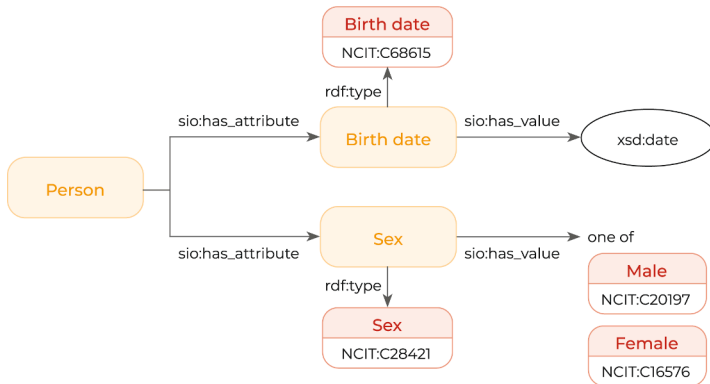 Birth date
NCIT:C68615
rdf:type
sio:has_attribute
Birth date
sio:has_value
xsd:date
Person
sio:has_attribute
Sex
sio:has_value
one of
rdf:type
Sex
NCIT:C28421
Male
NCIT:C20197
Female
NCIT:C16576